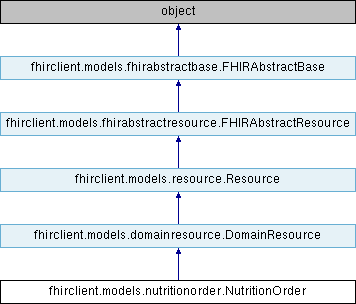 object
fhirclient.models.fhirabstractbase.FHIRAbstractBase
fhirclient.models.fhirabstractresource.FHIRAbstractResource
fhirclient.models.resource.Resource
fhirclient.models.domainresource.DomainResource
fhirclient.models.nutritionorder.NutritionOrder